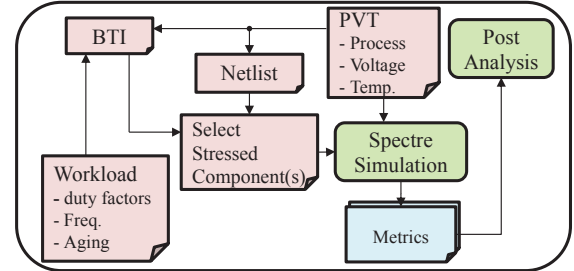 BTI
PVT
- Process
- Voltage
- Temp.
Post
Analysis
Netlist
Select
Stressed
Component(s)
Spectre
Simulation
Workload
- duty factors
- Freq.
- Aging
Metrics